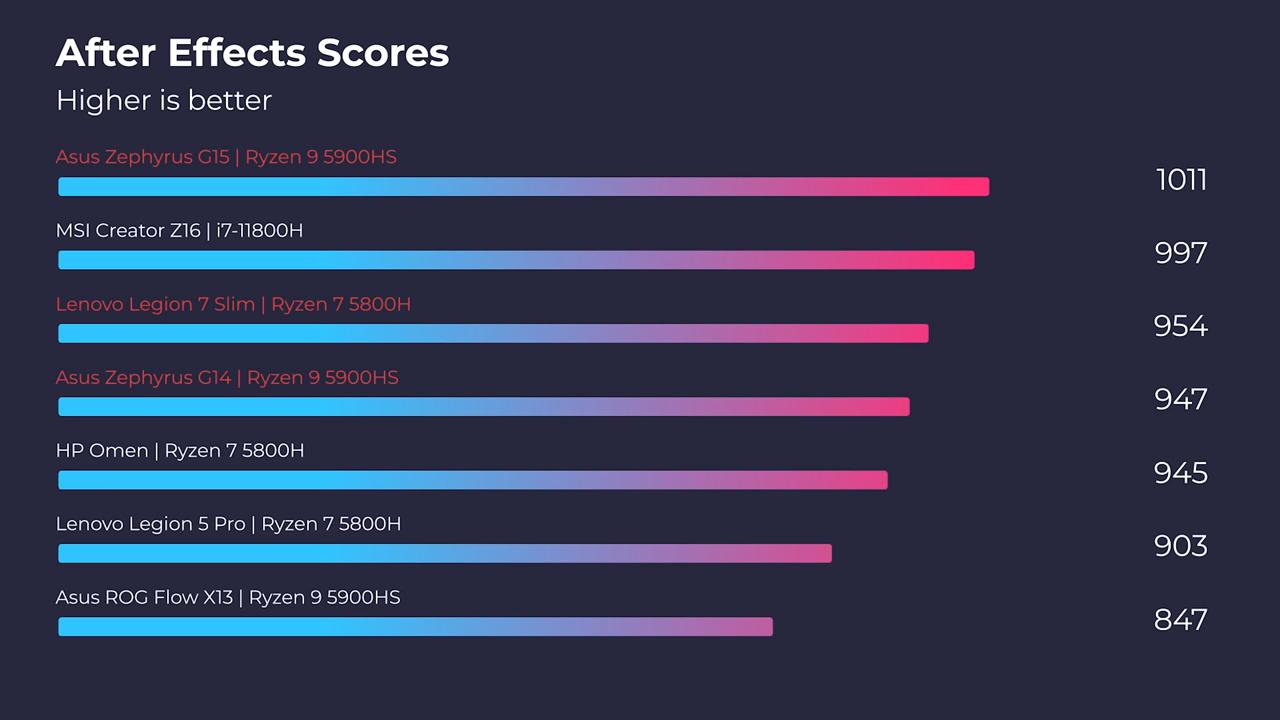 After Effects Scores
Higher is better
Asus Zephyrus G15 | Ryzen 9 5900HS
1011
MSI Creator Z16 | i7-11800H
997
Lenovo Legion 7 Slim | Ryzen 7 5800H
954
Asus Zephyrus G14 | Ryzen 9 5900HS
947
HP Omen | Ryzen 7 5800H
945
Lenovo Legion 5 Pro | Ryzen 7 5800H
903
Asus ROG Flow X13 | Ryzen 9 5900HS
847